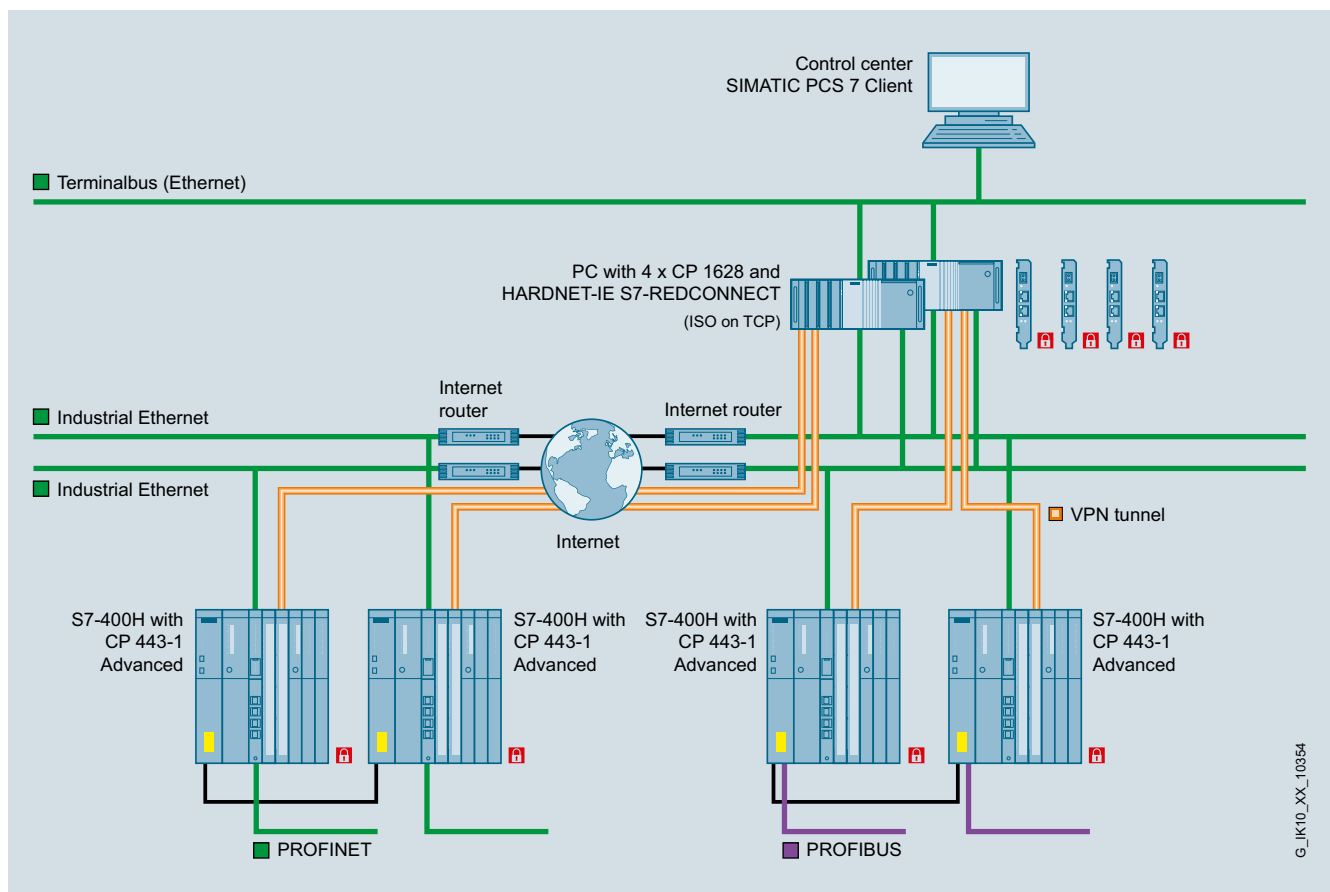 Control center
SIMATIC PCS 7 Client
Terminalbus (Ethernet)
PC with 4 x CP 1628 and
HARDNET-IE S7-REDCONNECT
(ISO on TCP)
Internet
router
Internet router
Industrial Ethernet
Industrial Ethernet
VPN tunnel
Internet
S7-400H with
CP 443-1
Advanced
S7-400H with
CP 443-1
Advanced
S7-400H with
CP 443-1
Advanced
S7-400H with
CP 443-1
Advanced
PROFINET
PROFIBUS
G_IK10_XX_10354